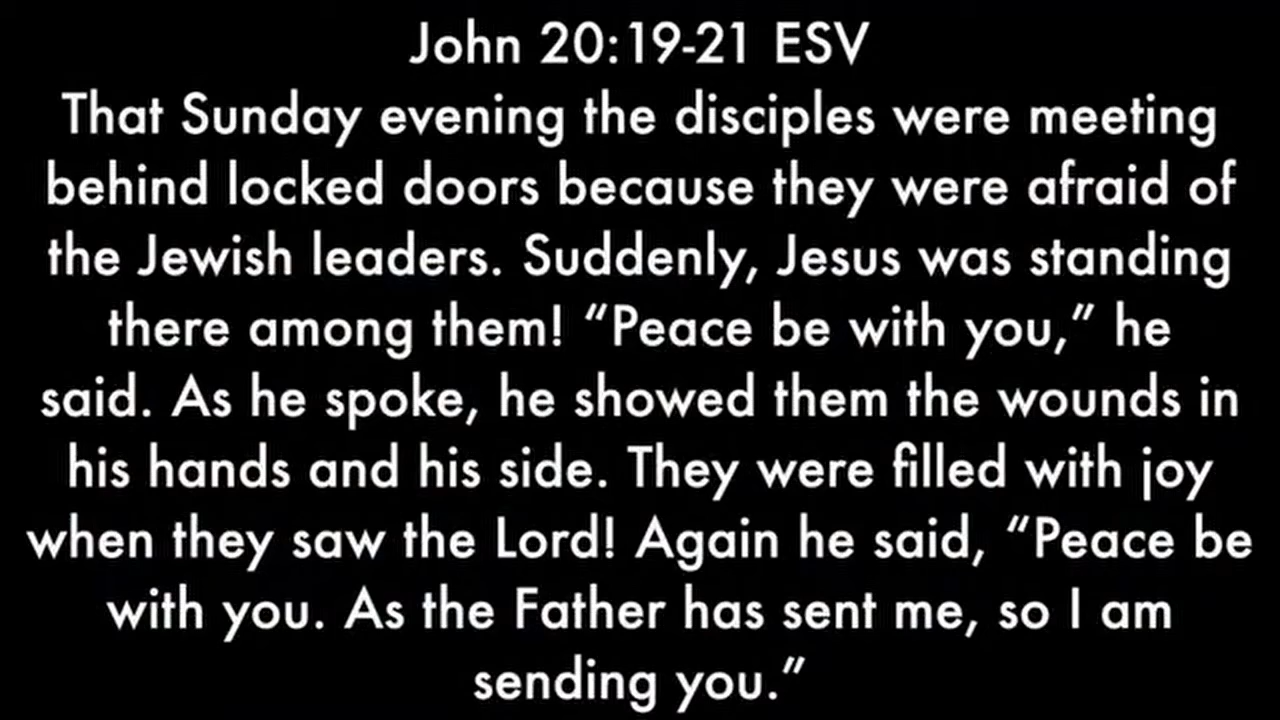 John 20:19-21 ESV
That Sunday evening the disciples were meeting
behind locked doors because they were afraid of
the Jewish leaders. Suddenly, Jesus was standing
there among them! “Peace be with you,” he
said. As he spoke, he showed them the wounds in
his hands and his side. They were filled with joy
when they saw the Lord! Again he said, “Peace be
with you. As the Father has sent me, so I am
sending you.”